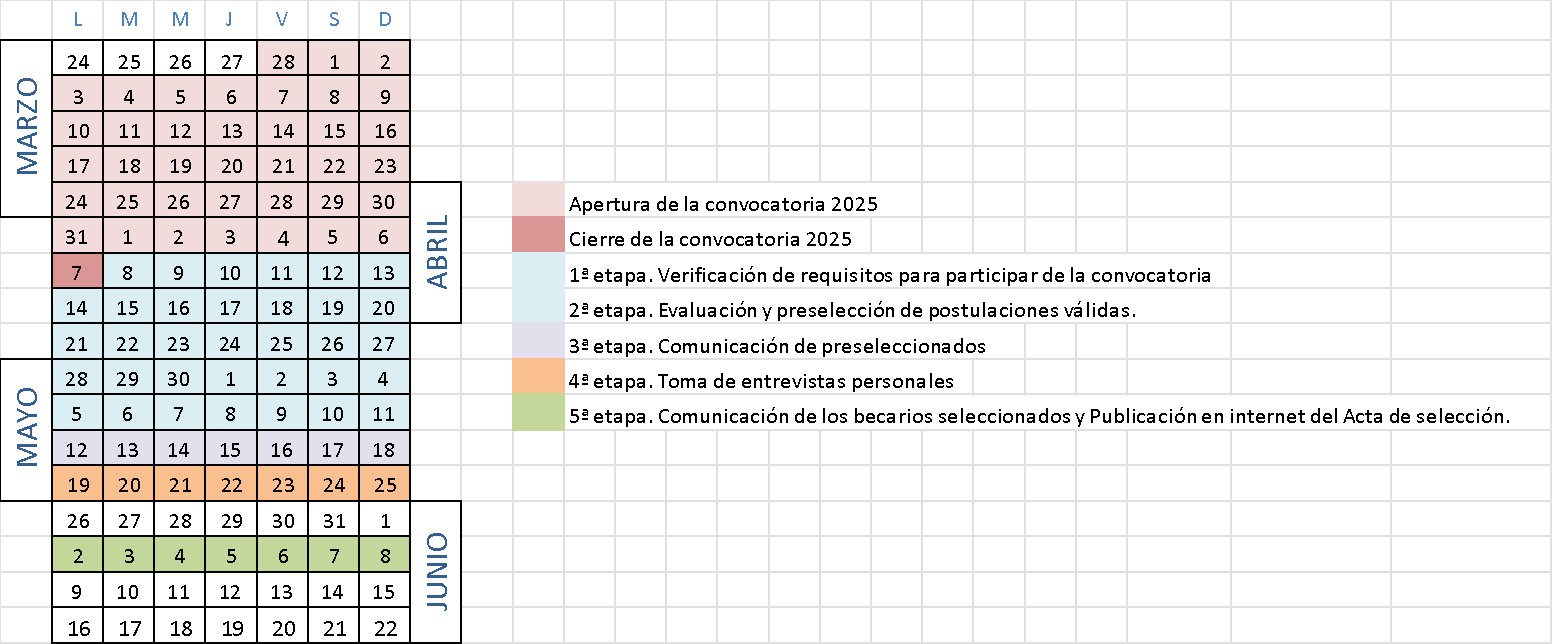 L M M J V S D
MARZO
24 25 26 27 28 1 2
3 4 5 6 7 8 9
10 11 12 13 14 15 16
17 18 19 20 21 22 23
ABRIL
24 25 26 27 28 29 30 Apertura de la convocatoria 2025
31 1 2 3 4 5 6 Cierre de la convocatoria 2025
7 8 9 10 11 12 13 1ª etapa. Verificación de requisitos para participar de la convocatoria
14 15 16 17 18 19 20 2ª etapa. Evaluación y preselección de postulaciones válidas.
21 22 23 24 25 26 27 3ª etapa. Comunicación de preseleccionados
MAYO
28 29 30 1 2 3 4 4ª etapa. Toma de entrevistas personales
5 6 7 8 9 10 11 5ª etapa. Comunicación de los becarios seleccionados y Publicación en internet del Acta de selección.
12 13 14 15 16 17 18
19 20 21 22 23 24 25
JUNIO
26 27 28 29 30 31 1
2 3 4 5 6 7 8
9 10 11 12 13 14 15
16 17 18 19 20 21 22